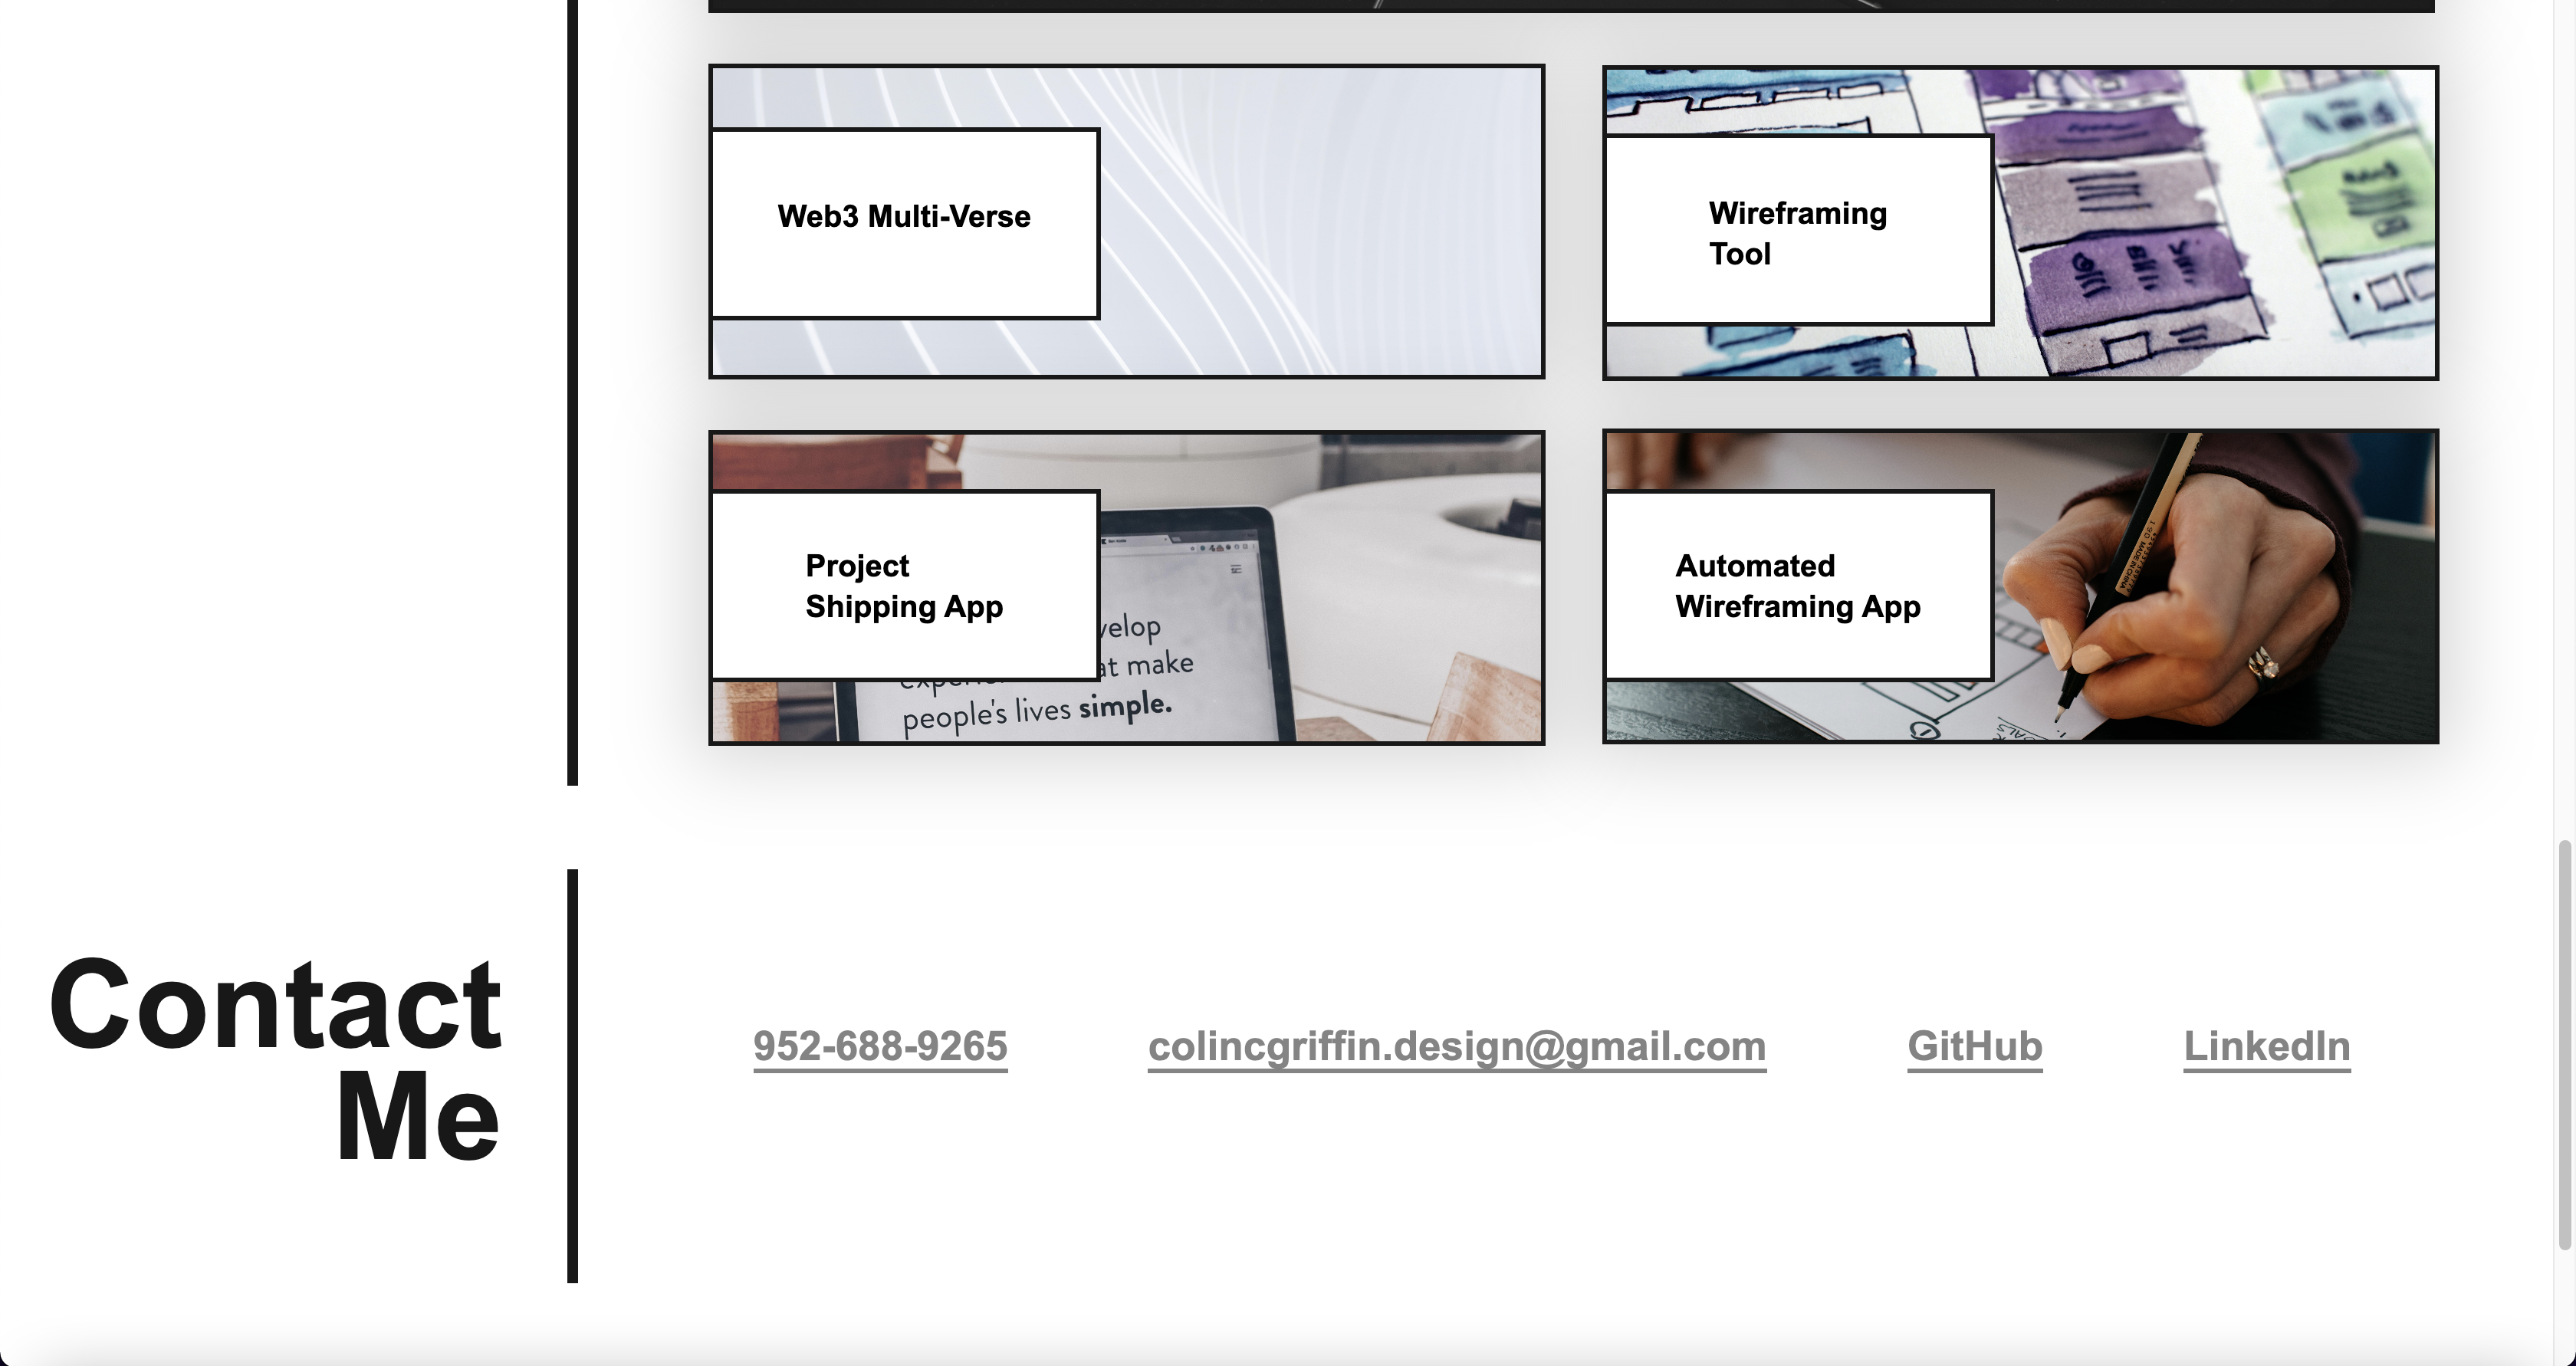 Web3 Multi-Verse
Wireframing
Tool
Project
Shipping App
velop
at make
people's lives simple.
Automated
Wireframing App
Contact
Me
952-688-9265
colincgriffin.design@gmail.com
GitHub
LinkedIn